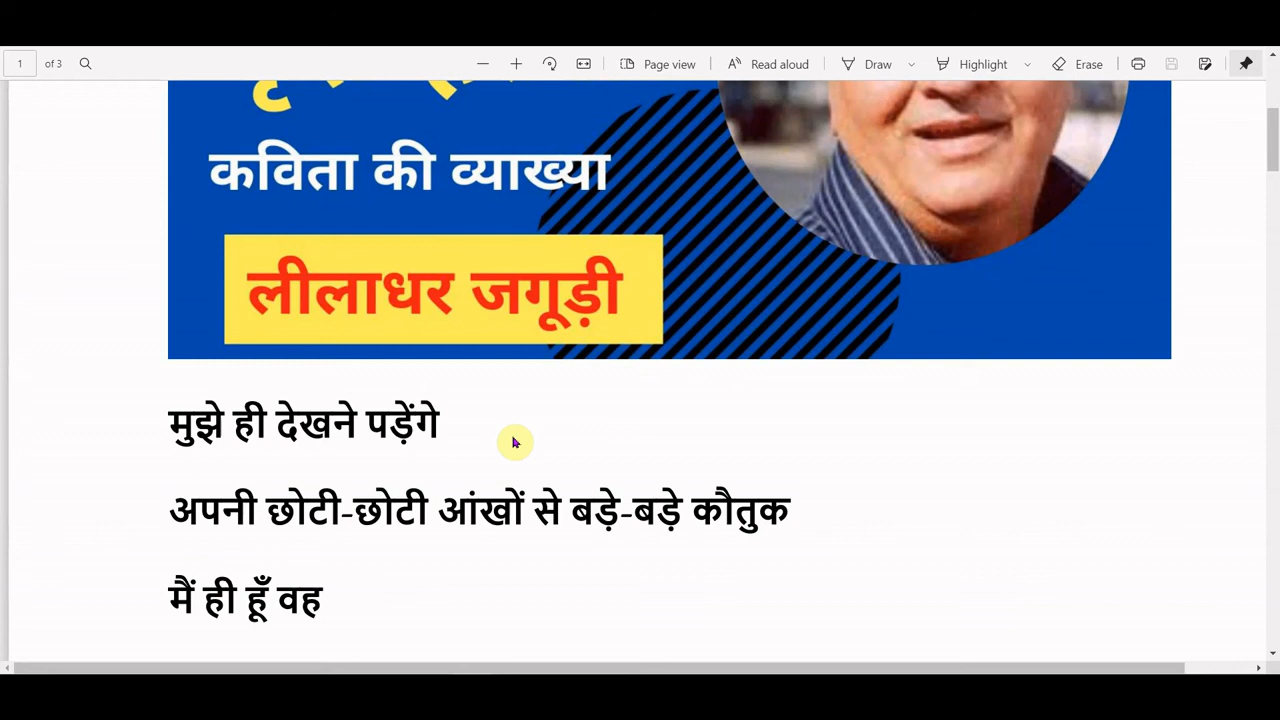 1 of 3 Page view Read aloud Draw Highlight Erase
कविता की व्याख्या
लीलाधर जगूड़ी
मुझे ही देखने पड़ेंगे
अपनी छोटी-छोटी आंखों से बड़े-बड़े कौतुक
मैं ही हूँ वह